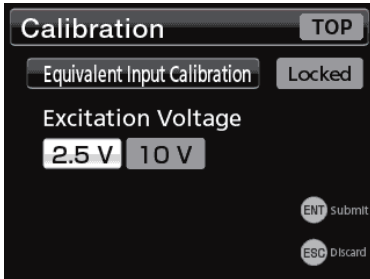 Calibration TOP
Equivalent Input Calibration Locked
Excitation Voltage
2.5 V 10 V
ENT Submit
ESC Discard